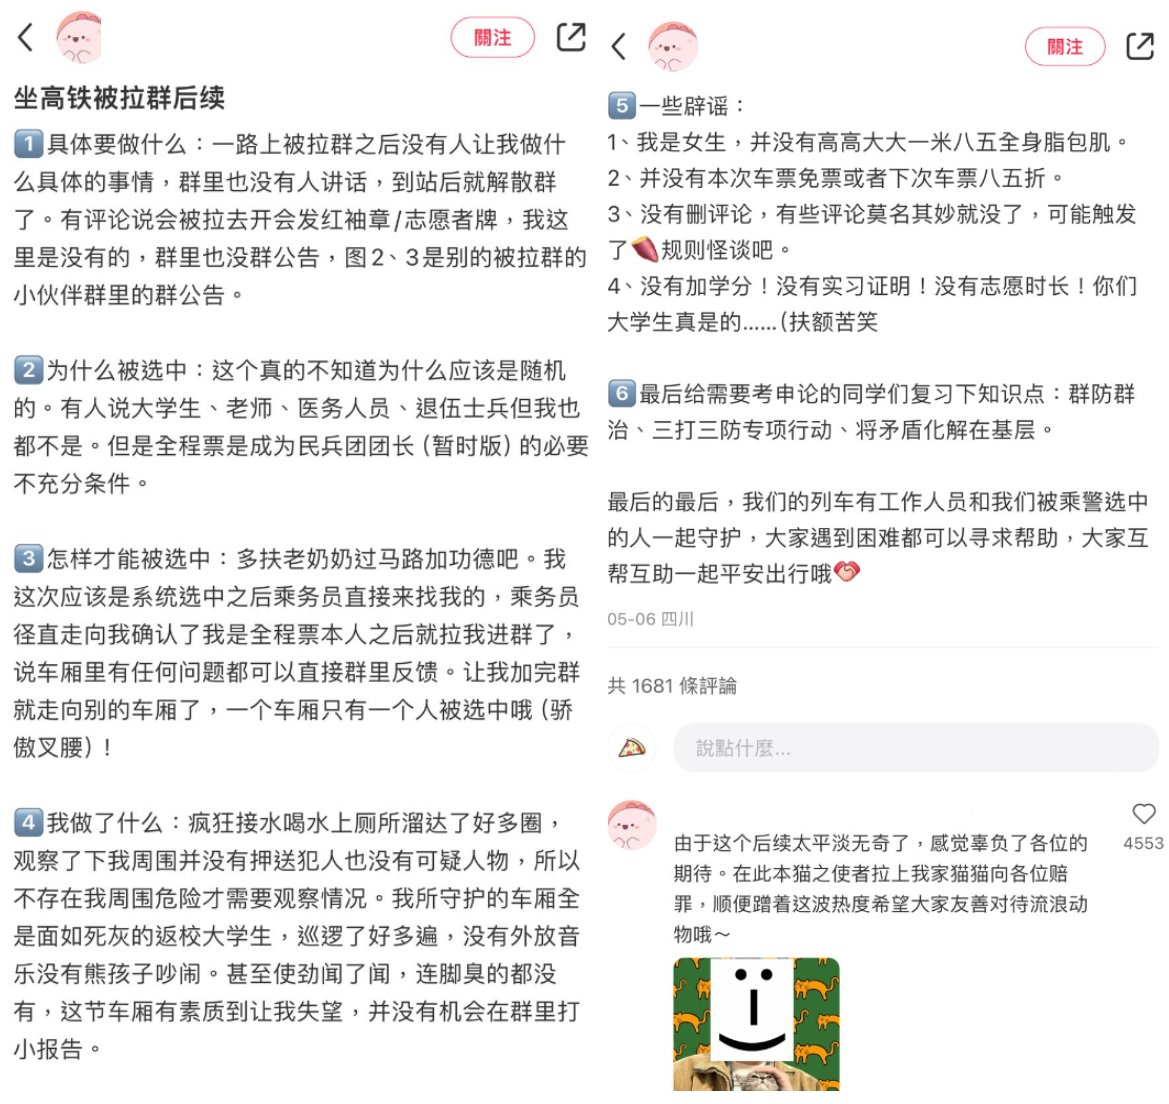 關注
坐高铁被拉群后续
1 具体要做什么：一路上被拉群之后没有人让我做什
么具体的事情，群里也没有人讲话，到站后就解散群
了。有评论说会被拉去开会发红袖章/志愿者牌，我这
里是没有的，群里也没群公告，图2、3是别的被拉群的
小伙伴群里的群公告。
2 为什么被选中：这个真的不知道为什么应该是随机
的。有人说大学生、老师、医务人员、退伍士兵但我也
都不是。但是全程票是成为民兵团团长（暂时版）的必要
不充分条件。
3 怎样才能被选中：多扶老奶奶过马路加功德吧。我
这次应该是系统选中之后乘务员直接来找我的，乘务员
径直走向我确认了我是全程票本人之后就拉我进群了，
说车厢里有任何问题都可以直接群里反馈。让我加完群
就走向别的车厢了，一个车厢只有一个人被选中哦（骄
傲叉腰）！
4 我做了什么：疯狂接水喝水上厕所溜达了好多圈，
观察了下我周围并没有押送犯人也没有可疑人物，所以
不存在我周围危险才需要观察情况。我所守护的车厢全
是面如死灰的返校大学生，巡逻了好多遍，没有外放音
乐没有熊孩子吵闹。甚至使劲闻了闻，连脚臭的都没
有，这节车厢有素质到让我失望，并没有机会在群里打
小报告。
關注
5 一些辟谣：
1、我是女生，并没有高高大大一米八五全身脂包肌。
2、并没有本次车票免票或者下次车票八五折。
3、没有删评论，有些评论莫名其妙就没了，可能触发
了🍠规则怪谈吧。
4、没有加学分！没有实习证明！没有志愿时长！你们
大学生真是的......（扶额苦笑
6 最后给需要考申论的同学们复习下知识点：群防群
治、三打三防专项行动、将矛盾化解在基层。
最后的最后，我们的列车有工作人员和我们被乘警选中
的人一起守护，大家遇到困难都可以寻求帮助，大家互
帮互助一起平安出行哦
05-06 四川
共 1681 條評論
說點什麼...
由于这个后续太平淡无奇了，感觉辜负了各位的
期待。在此本猫之使者拉上我家猫猫向各位赔
罪，顺便蹭着这波热度希望大家友善对待流浪动
物哦～
4553